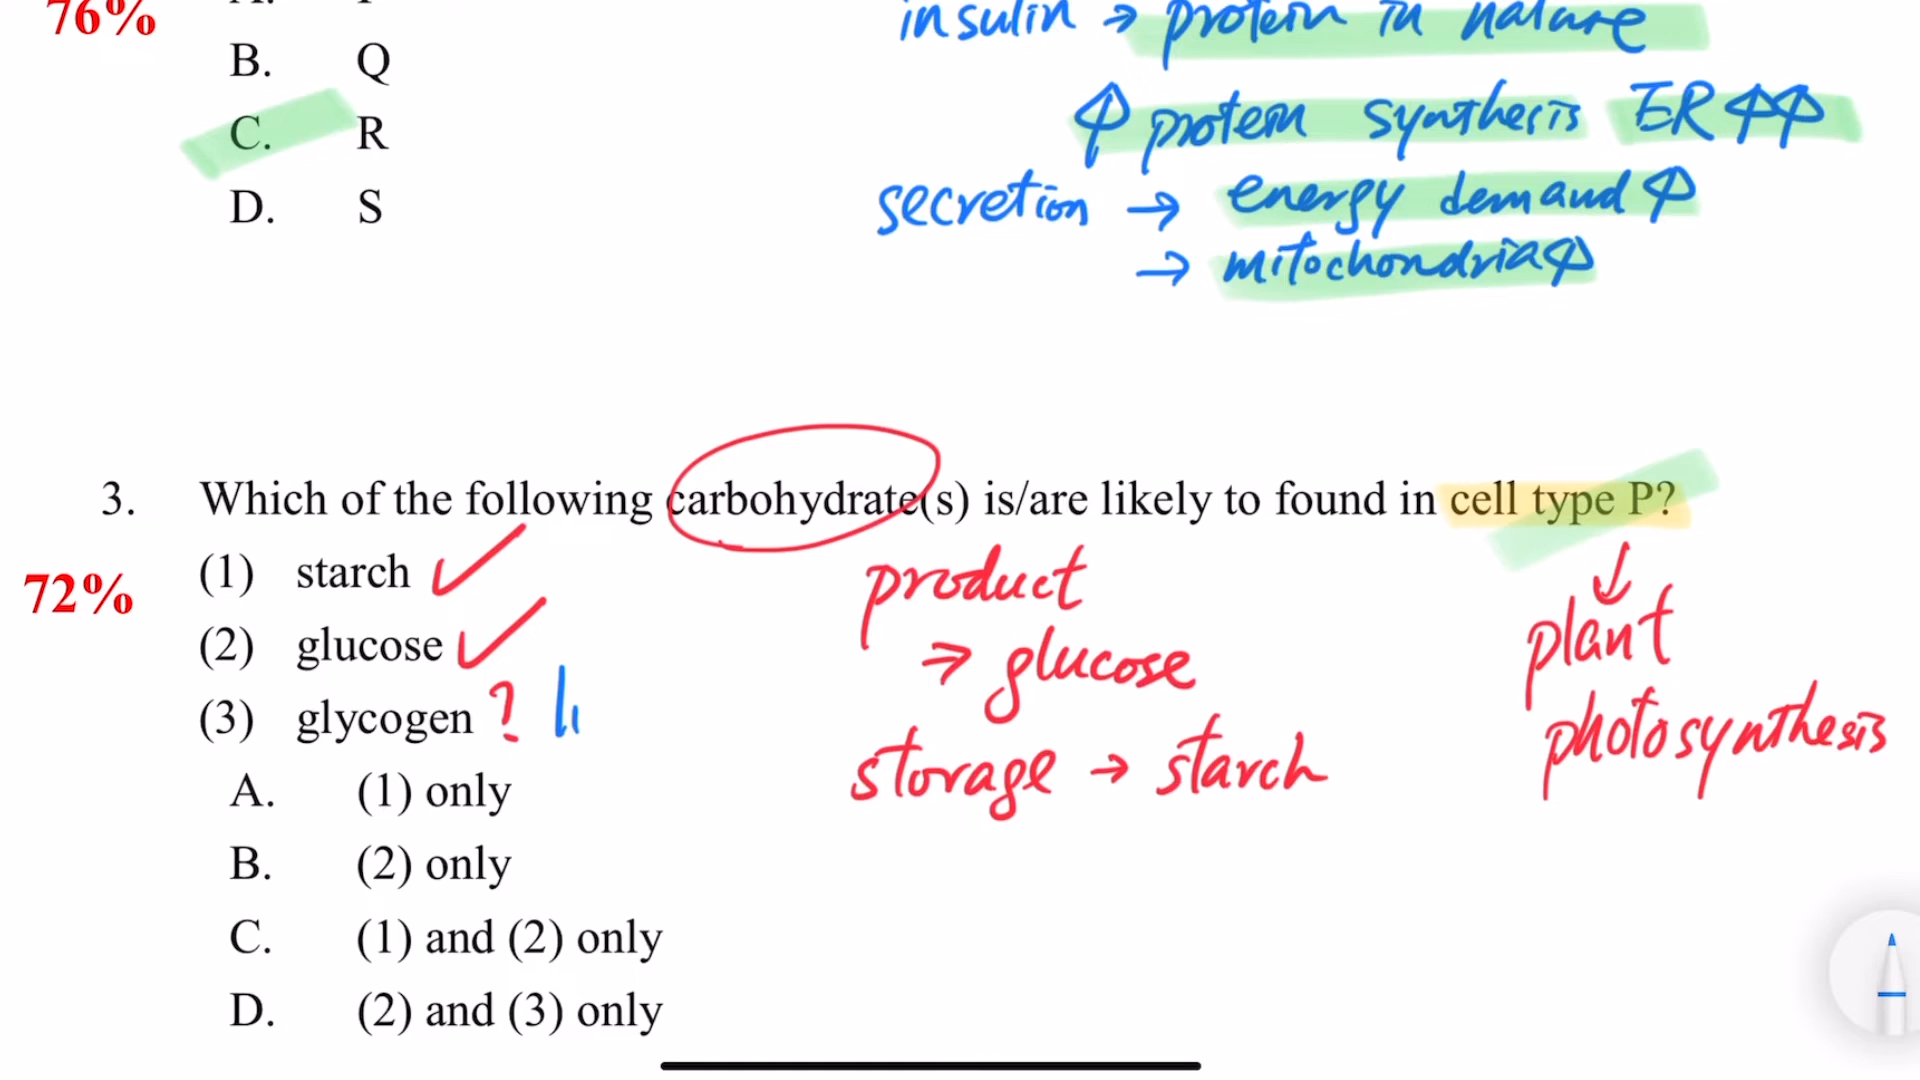 76%
insulin → protein in nature
B. Q
↑ protein synthesis ER ↑↑
C. R
secretion → energy demand ↑
D. S
→ mitochondria ↑
3. Which of the following carbohydrate(s) is/are likely to found in cell type P?
72%
(1) starch ✓
product
↓
plant
(2) glucose ✓
→ glucose
photosynthesis
(3) glycogen ?
storage → starch
A. (1) only
B. (2) only
C. (1) and (2) only
D. (2) and (3) only